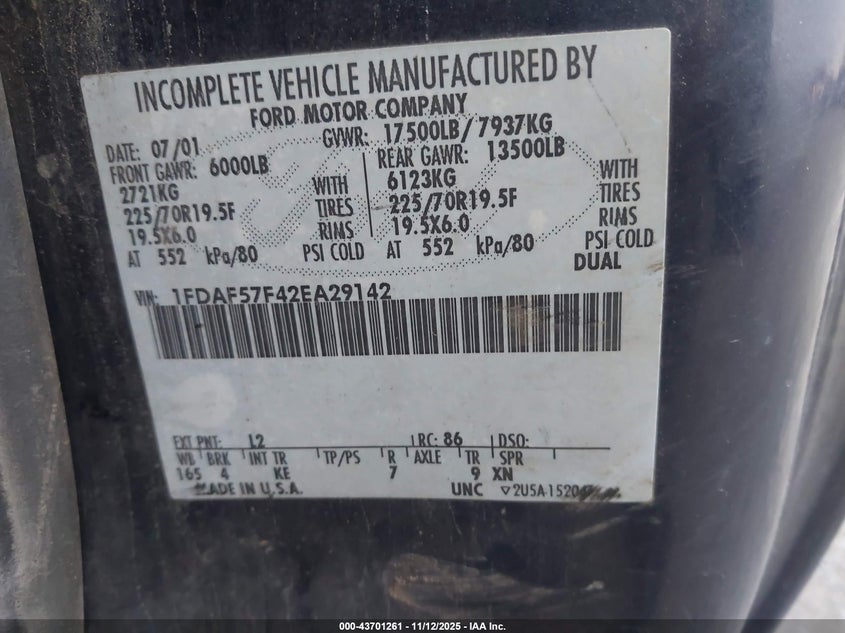 INCOMPLETE VEHICLE MANUFACTURED BY
FORD MOTOR COMPANY
DATE: 07/01 GVWR: 17500LB/ 7937KG
FRONT GAWR: 6000LB REAR GAWR: 13500LB
2721KG WITH 6123KG WITH
225/70R19.5F TIRES 225/70R19.5F TIRES
19.5X6.0 RIMS 19.5X6.0 RIMS
AT 552 kPa/80 PSI COLD AT 552 kPa/80 PSI COLD
DUAL
VIN: 1FDAF57F42EA29142
EXT PNT: L2 RC: 86 DSO:
WB BRK INT TR TP/PS R AXLE TR SPR
165 4 KE 7 9 XN
MADE IN U.S.A. UNC
000-43701261 - 11/12/2025 - IAA Inc.